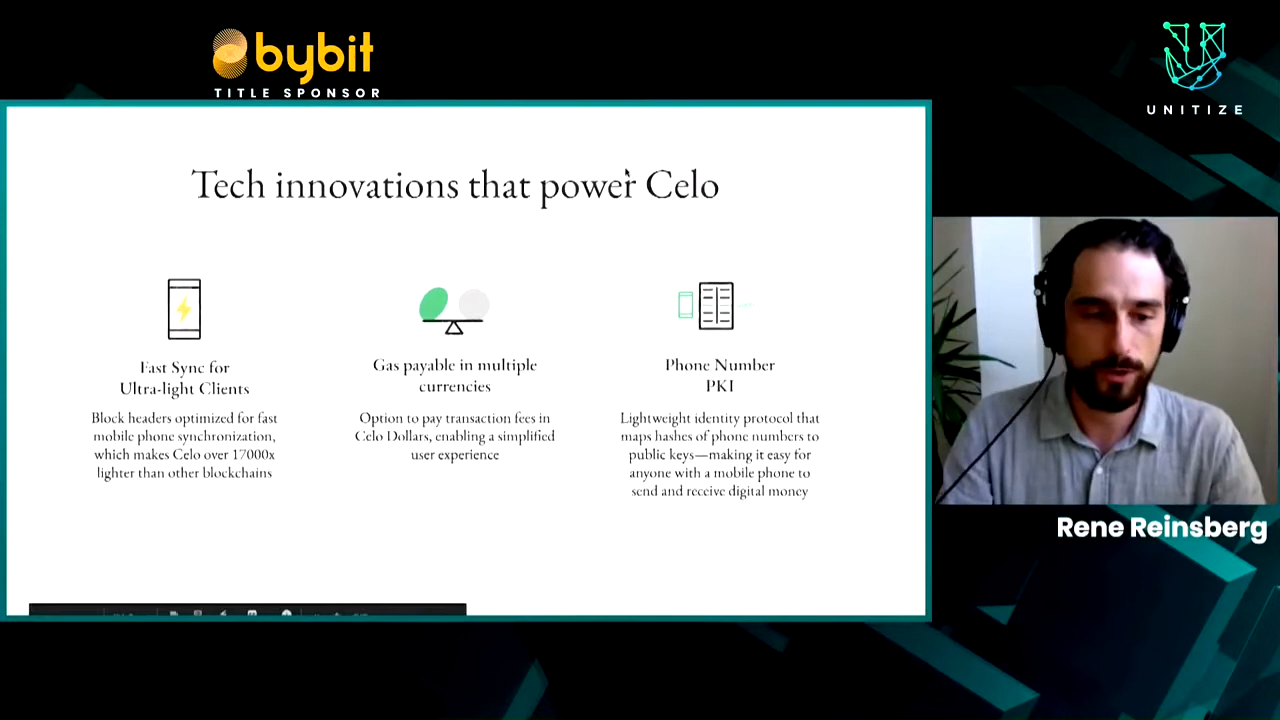 bybit
TITLE SPONSOR
UNITIZE
Tech innovations that power Celo
Fast Sync for
Ultra-light Clients
Block headers optimized for fast
mobile phone synchronization,
which makes Celo over 17000x
lighter than other blockchains
Gas payable in multiple
currencies
Option to pay transaction fees in
Celo Dollars, enabling a simplified
user experience
Phone Number
PKI
Lightweight identity protocol that
maps hashes of phone numbers to
public keys—making it easy for
anyone with a mobile phone to
send and receive digital money
Rene Reinsberg